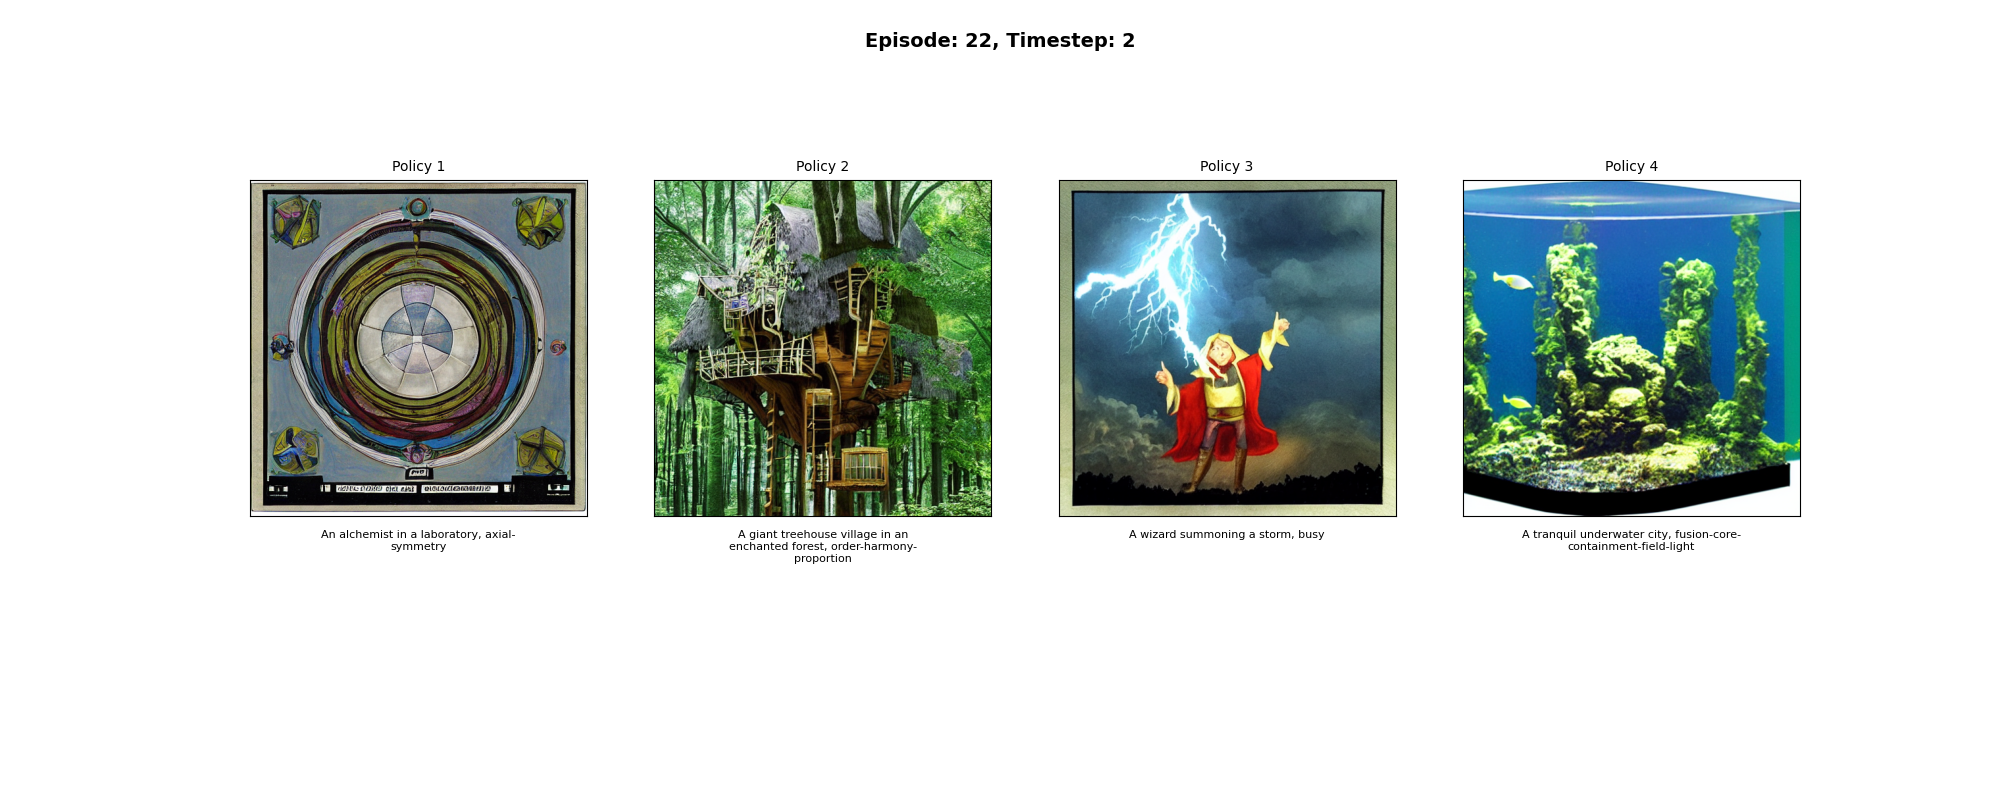 Episode: 22, Timestep: 2
Policy 1
Policy 2
Policy 3
Policy 4
An alchemist in a laboratory, axial-
symmetry
A giant treehouse village in an
enchanted forest, order-harmony-
proportion
A wizard summoning a storm, busy
A tranquil underwater city, fusion-core-
containment-field-light